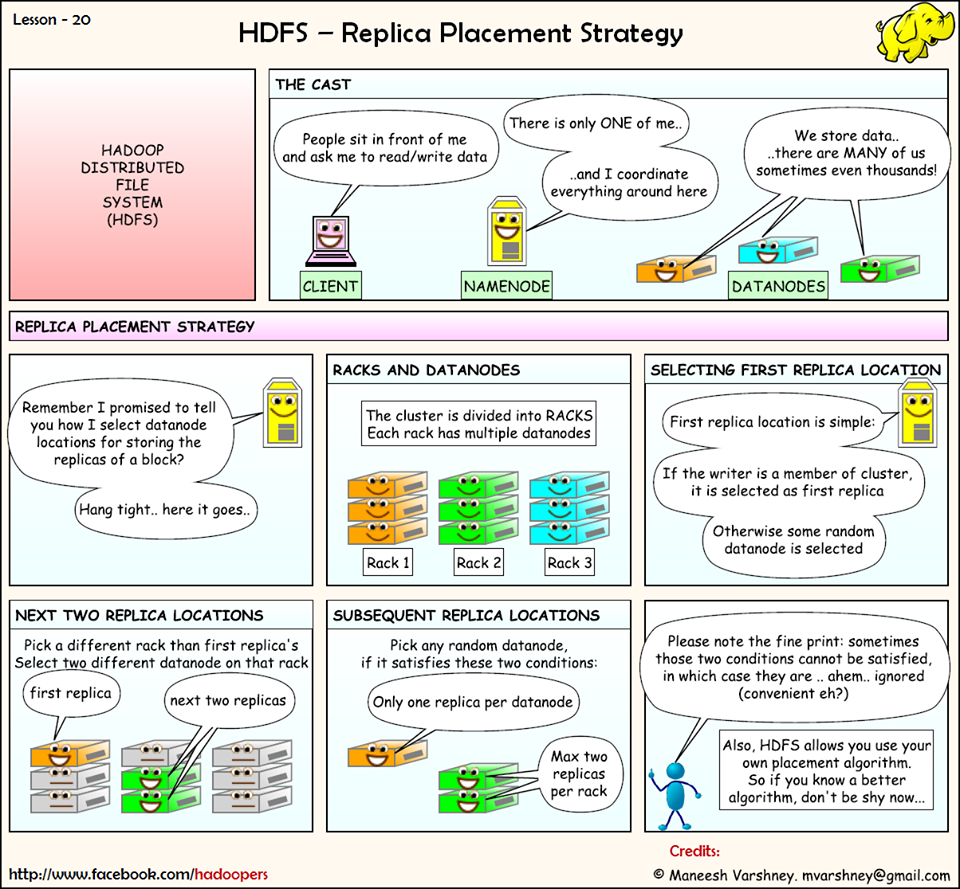 Lesson - 20
HDFS – Replica Placement Strategy
HADOOP
DISTRIBUTED
FILE
SYSTEM
(HDFS)
THE CAST
People sit in front of me
and ask me to read/write data
There is only ONE of me..
..and I coordinate
everything around here
We store data..
..there are MANY of us
sometimes even thousands!
CLIENT
NAMENODE
DATANODES
REPLICA PLACEMENT STRATEGY
Remember I promised to tell
you how I select datanode
locations for storing the
replicas of a block?
Hang tight.. here it goes..
RACKS AND DATANODES
The cluster is divided into RACKS
Each rack has multiple datanodes
Rack 1
Rack 2
Rack 3
SELECTING FIRST REPLICA LOCATION
First replica location is simple:
If the writer is a member of cluster,
it is selected as first replica
Otherwise some random
datanode is selected
NEXT TWO REPLICA LOCATIONS
Pick a different rack than first replica's
Select two different datanode on that rack
first replica
next two replicas
SUBSEQUENT REPLICA LOCATIONS
Pick any random datanode,
if it satisfies these two conditions:
Only one replica per datanode
Max two
replicas
per rack
Please note the fine print: sometimes
those two conditions cannot be satisfied,
in which case they are .. ahem.. ignored
(convenient eh?)
Also, HDFS allows you use your
own placement algorithm.
So if you know a better
algorithm, don't be shy now...
Credits:
http://www.facebook.com/hadoopers
© Maneesh Varshney. mvarshney@gmail.com